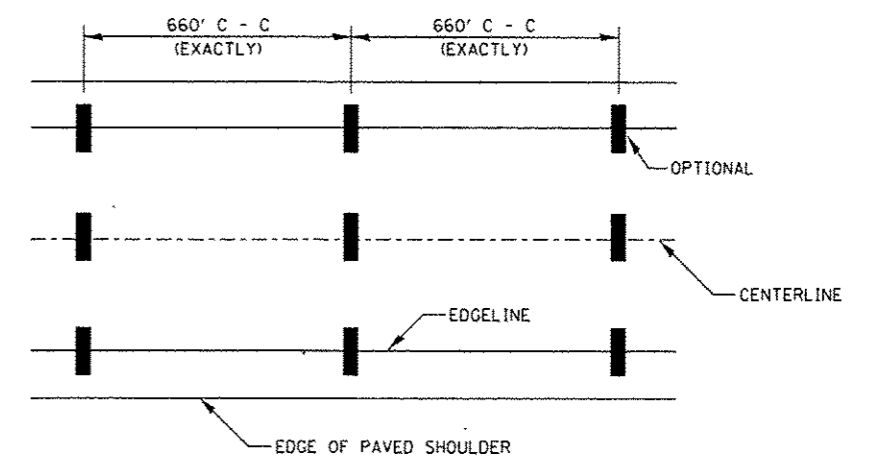 660' C - C
(EXACTLY)
660' C - C
(EXACTLY)
OPTIONAL
CENTERLINE
EDGELINE
EDGE OF PAVED SHOULDER